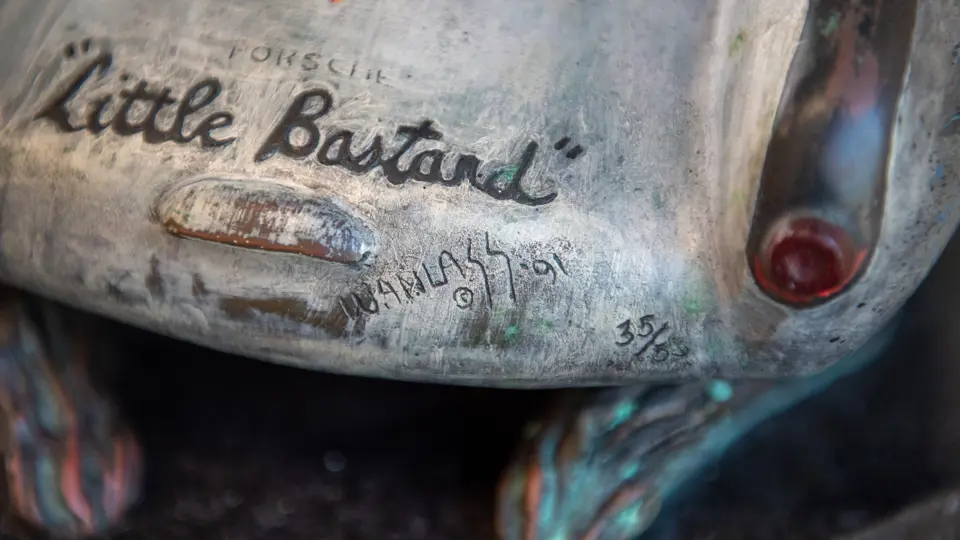 PORSCHE
"Little Bastard"
© -91
35/55